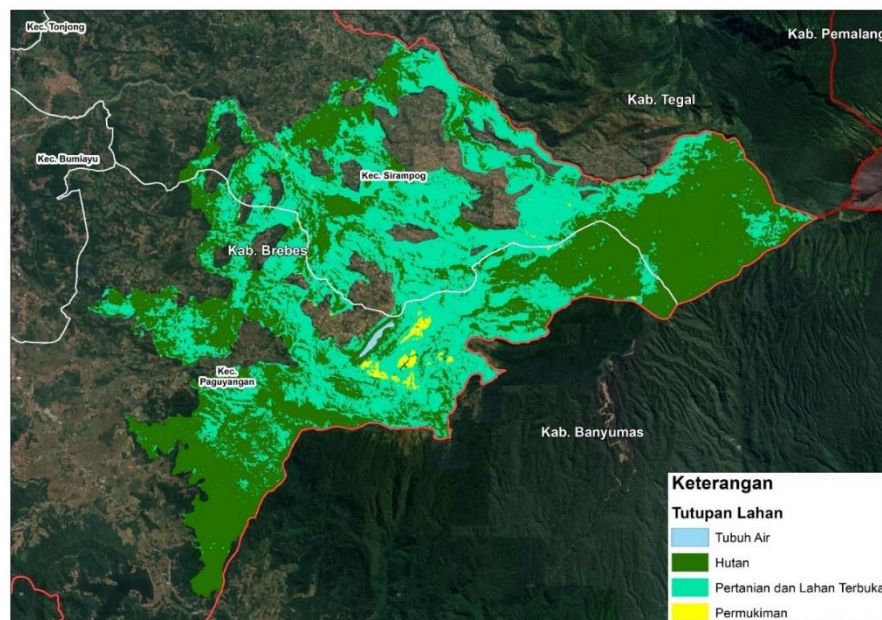 Kec. Tonjong
Kab. Pemalang
Kab. Tegal
Kec. Bumiayu
Kec. Sirampog
Kab. Brebes
Kec.
Paguyangan
Kab. Banyumas
Keterangan
Tutupan Lahan
Tubuh Air
Hutan
Pertanian dan Lahan Terbuka
Permukiman